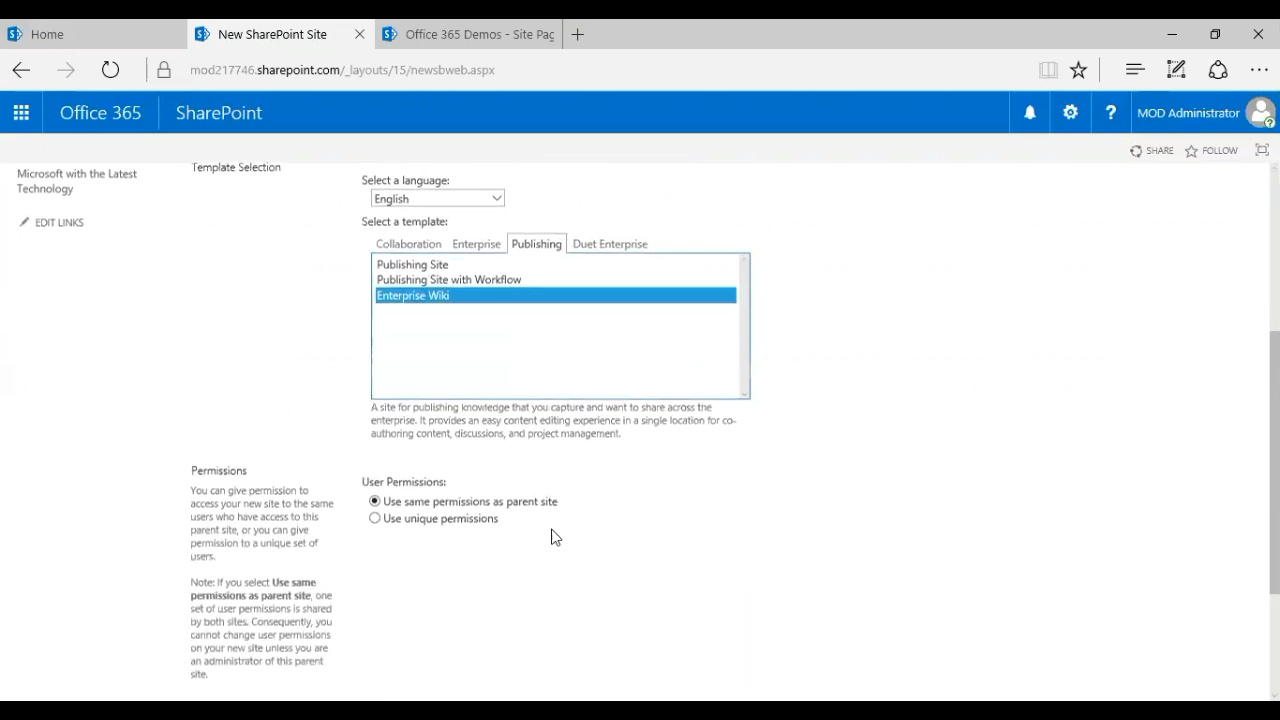 Home
New SharePoint Site
Office 365 Demos - Site Pag
mod217746.sharepoint.com/_layouts/15/newsbweb.aspx
Office 365
SharePoint
?
MOD Administrator
SHARE
FOLLOW
Microsoft with the Latest
Technology
EDIT LINKS
Template Selection
Select a language:
English
Select a template:
Collaboration
Enterprise
Publishing
Duet Enterprise
Publishing Site
Publishing Site with Workflow
Enterprise Wiki
A site for publishing knowledge that you capture and want to share across the
enterprise. It provides an easy content editing experience in a single location for co-
authoring content, discussions, and project management.
Permissions
You can give permission to
access your new site to the same
users who have access to this
parent site, or you can give
permission to a unique set of
users.
Note: If you select Use same
permissions as parent site, one
set of user permissions is shared
by both sites. Consequently, you
cannot change user permissions
on your new site unless you are
an administrator of this parent
site.
User Permissions:
Use same permissions as parent site
Use unique permissions